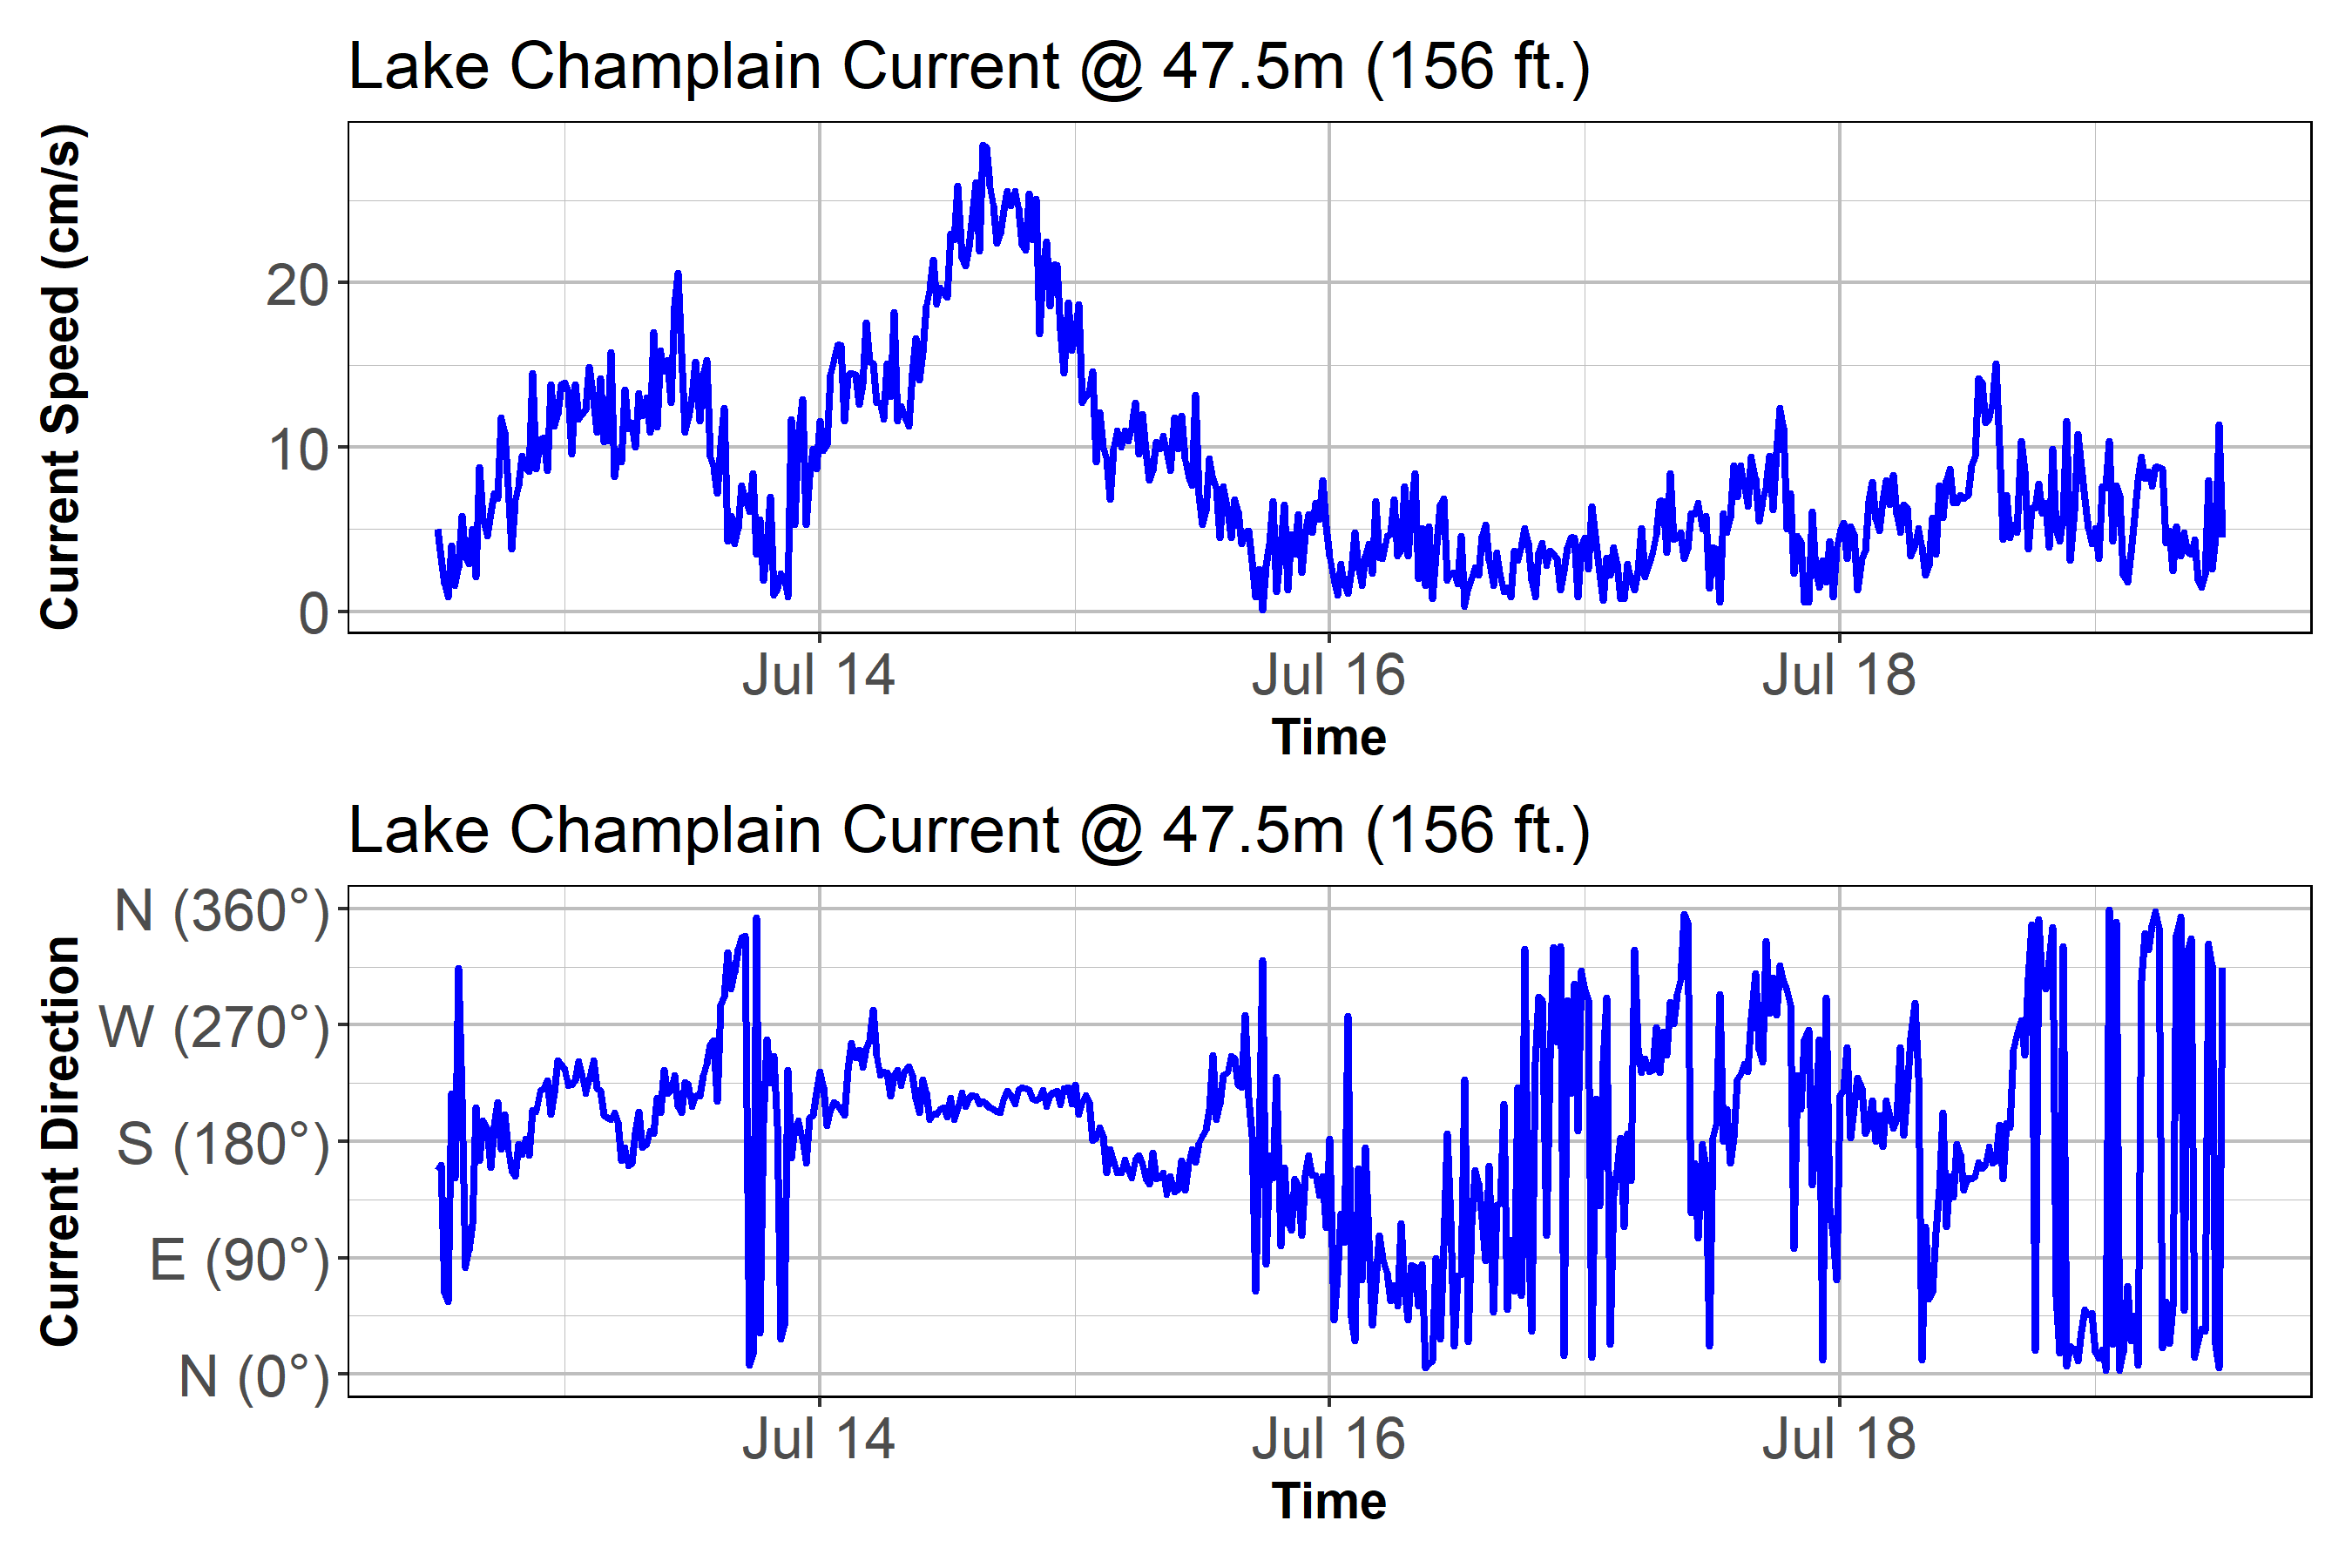 Lake Champlain Current @ 47.5m (156 ft.)
Current Speed (cm/s)
20
10
0
Jul 14 Jul 16 Jul 18
Time
Lake Champlain Current @ 47.5m (156 ft.)
Current Direction
N (360°)
W (270°)
S (180°)
E (90°)
N (0°)
Jul 14 Jul 16 Jul 18
Time